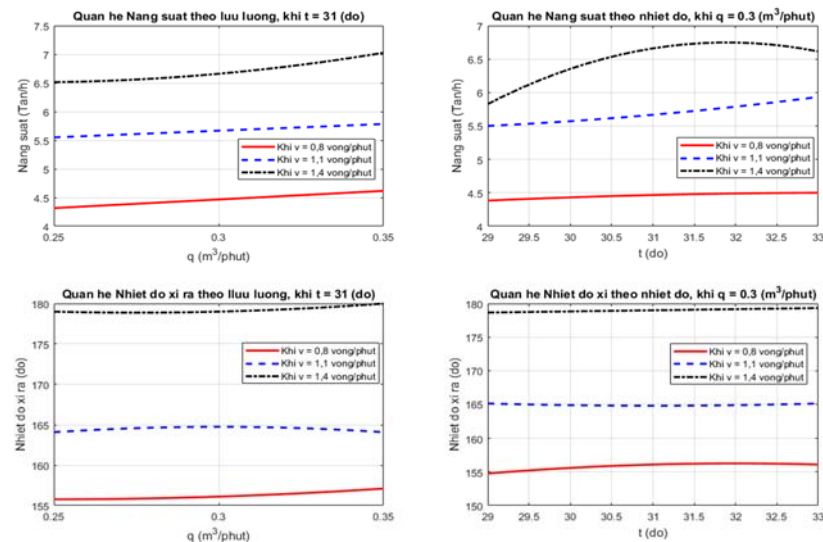 Quan he Nang suat theo luu luong, khi t = 31 (do)
7.5
7
6.5
6
5.5
5
4.5
4
Nang suat (Tan/h)
Khi v = 0,8 vong/phut
Khi v = 1,1 vong/phut
Khi v = 1,4 vong/phut
0.25
0.3
0.35
q (m³/phut)
Quan he Nang suat theo nhiet do, khi q = 0.3 (m³/phut)
7
6.5
6
5.5
5
4.5
4
Nang suat (Tan/h)
Khi v = 0,8 vong/phut
Khi v = 1,1 vong/phut
Khi v = 1,4 vong/phut
29
29.5
30
30.5
31
31.5
32
32.5
33
t (do)
Quan he Nhiet do xi ra theo lluu luong, khi t = 31 (do)
180
175
170
165
160
155
Nhiet do xi ra (do)
Khi v = 0,8 vong/phut
Khi v = 1,1 vong/phut
Khi v = 1,4 vong/phut
0.25
0.3
0.35
q (m³/phut)
Quan he Nhiet do xi theo nhiet do, khi q = 0.3 (m³/phut)
180
175
170
165
160
155
150
Nhiet do xi ra (do)
Khi v = 0,8 vong/phut
Khi v = 1,1 vong/phut
Khi v = 1,4 vong/phut
29
29.5
30
30.5
31
31.5
32
32.5
33
t (do)